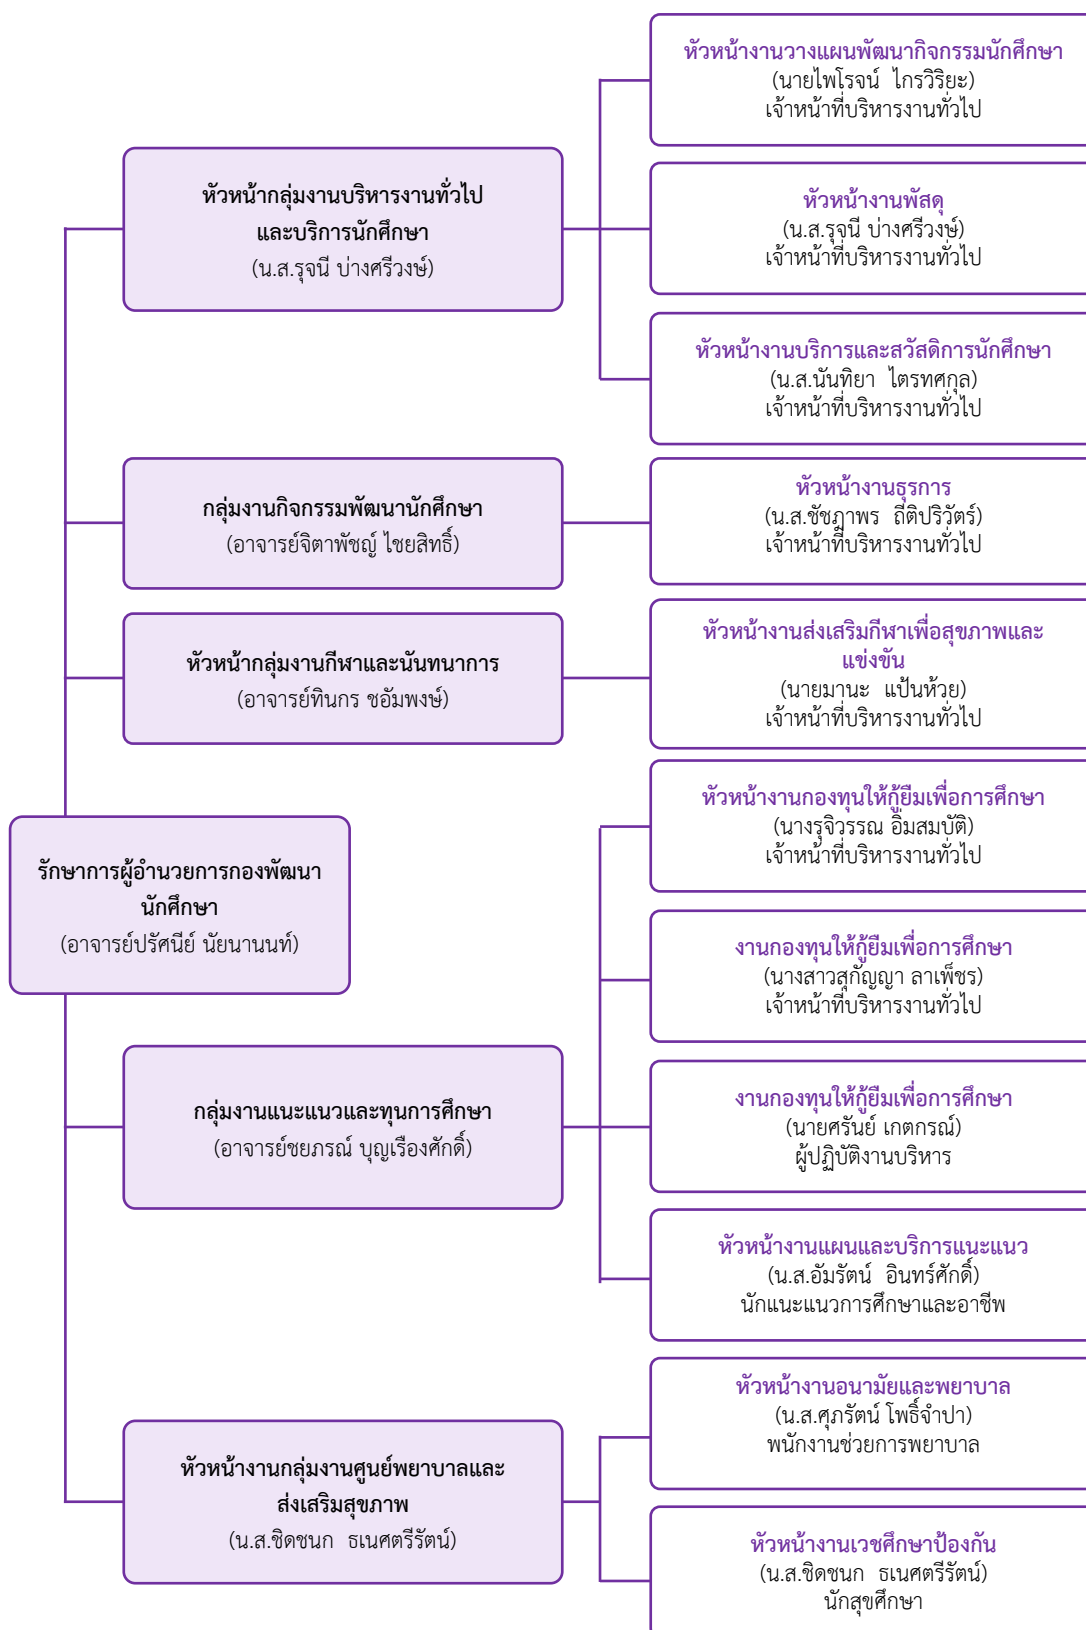 รักษาการผู้อำนวยการกองพัฒนา
นักศึกษา
(อาจารย์ปรัศนีย์ นัยนานนท์)
หัวหน้ากลุ่มงานบริหารงานทั่วไป
และบริการนักศึกษา
(น.ส.รุจนี บ่างศรีวงษ์)
หัวหน้างานวางแผนพัฒนากิจกรรมนักศึกษา
(นายไพโรจน์ ไกรวิริยะ)
เจ้าหน้าที่บริหารงานทั่วไป
หัวหน้างานพัสดุ
(น.ส.รุจนี บ่างศรีวงษ์)
เจ้าหน้าที่บริหารงานทั่วไป
หัวหน้างานบริการและสวัสดิการนักศึกษา
(น.ส.นันทิยา ไตรทศกุล)
เจ้าหน้าที่บริหารงานทั่วไป
กลุ่มงานกิจกรรมพัฒนานักศึกษา
(อาจารย์จิตาพัชญ์ ไชยสิทธิ์)
หัวหน้างานธุรการ
(น.ส.ชัชฎาพร ถีติปริวัตร์)
เจ้าหน้าที่บริหารงานทั่วไป
หัวหน้ากลุ่มงานกีฬาและนันทนาการ
(อาจารย์ทินกร ชอัมพงษ์)
หัวหน้างานส่งเสริมกีฬาเพื่อสุขภาพและ
แข่งขัน
(นายมานะ แป้นห้วย)
เจ้าหน้าที่บริหารงานทั่วไป
กลุ่มงานแนะแนวและทุนการศึกษา
(อาจารย์ชยภรณ์ บุญเรืองศักดิ์)
หัวหน้างานกองทุนให้กู้ยืมเพื่อการศึกษา
(นางรุจิวรรณ อิ่มสมบัติ)
เจ้าหน้าที่บริหารงานทั่วไป
งานกองทุนให้กู้ยืมเพื่อการศึกษา
(นางสาวสุกัญญา ลาเพ็ชร)
เจ้าหน้าที่บริหารงานทั่วไป
งานกองทุนให้กู้ยืมเพื่อการศึกษา
(นายศรันย์ เกตกรณ์)
ผู้ปฏิบัติงานบริหาร
หัวหน้างานแผนและบริการแนะแนว
(น.ส.อัมรัตน์ อินทร์ศักดิ์)
นักแนะแนวการศึกษาและอาชีพ
หัวหน้างานกลุ่มงานศูนย์พยาบาลและ
ส่งเสริมสุขภาพ
(น.ส.ชิดชนก ธเนศตรีรัตน์)
หัวหน้างานอนามัยและพยาบาล
(น.ส.ศุภรัตน์ โพธิ์จำปา)
พนักงานช่วยการพยาบาล
หัวหน้างานเวชศึกษาป้องกัน
(น.ส.ชิดชนก ธเนศตรีรัตน์)
นักสุขศึกษา